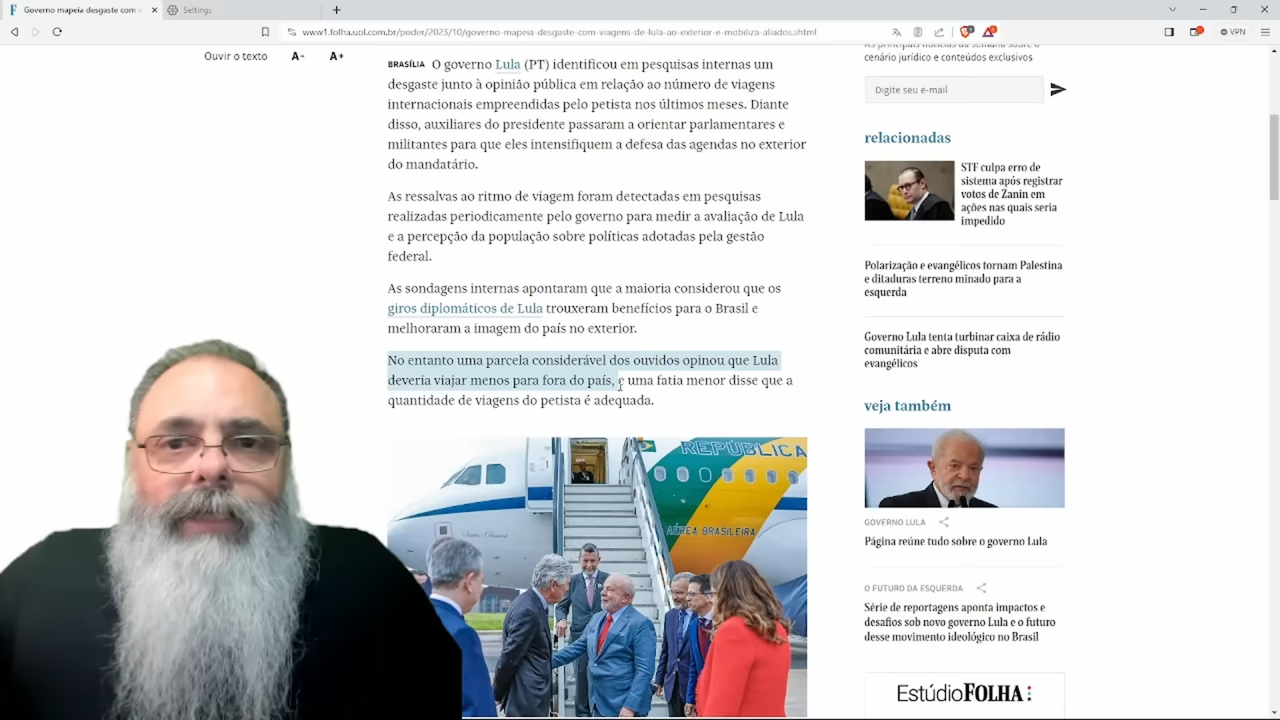 Governo mapeia desgaste com v
Settings
www1.folha.uol.com.br/poder/2023/10/governo-mapeia-desgaste-com-viagens-de-lula-ao-exterior-e-mobiliza-aliados.shtml
VPN
Ouvir o texto A- A+
BRASÍLIA O governo Lula (PT) identificou em pesquisas internas um
desgaste junto à opinião pública em relação ao número de viagens
internacionais empreendidas pelo petista nos últimos meses. Diante
disso, auxiliares do presidente passaram a orientar parlamentares e
militantes para que eles intensifiquem a defesa das agendas no exterior
do mandatário.
As ressalvas ao ritmo de viagem foram detectadas em pesquisas
realizadas periodicamente pelo governo para medir a avaliação de Lula
e a percepção da população sobre políticas adotadas pela gestão
federal.
As sondagens internas apontaram que a maioria considerou que os
giros diplomáticos de Lula trouxeram benefícios para o Brasil e
melhoraram a imagem do país no exterior.
No entanto uma parcela considerável dos ouvidos opinou que Lula
deveria viajar menos para fora do país, e uma fatia menor disse que a
quantidade de viagens do petista é adequada.
REPÚBLICA
AÉREA BRASILEIRA
As principais notícias da semana sobre o
cenário jurídico e conteúdos exclusivos
Digite seu e-mail
relacionadas
STF culpa erro de
sistema após registrar
votos de Zanin em
ações nas quais seria
impedido
Polarização e evangélicos tornam Palestina
e ditaduras terreno minado para a
esquerda
Governo Lula tenta turbinar caixa de rádio
comunitária e abre disputa com
evangélicos
veja também
GOVERNO LULA
Página reúne tudo sobre o governo Lula
O FUTURO DA ESQUERDA
Série de reportagens aponta impactos e
desafios sob novo governo Lula e o futuro
desse movimento ideológico no Brasil
EstúdioFOLHA